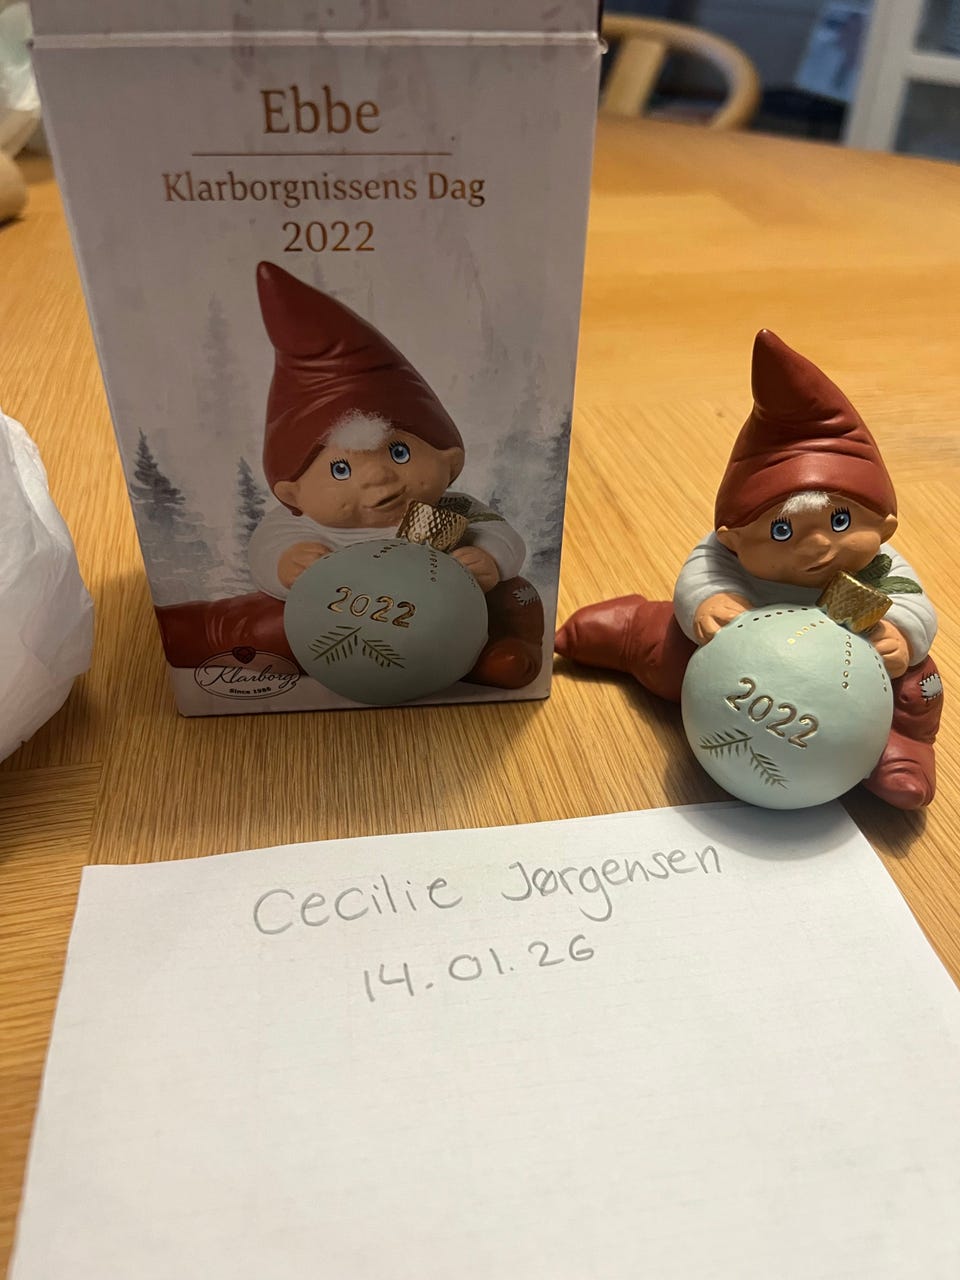 Ebbe
Klarborgnissens Dag
2022
2022
Klarborg
Since 1985
2022
Cecilie Jørgensen
14.01.26